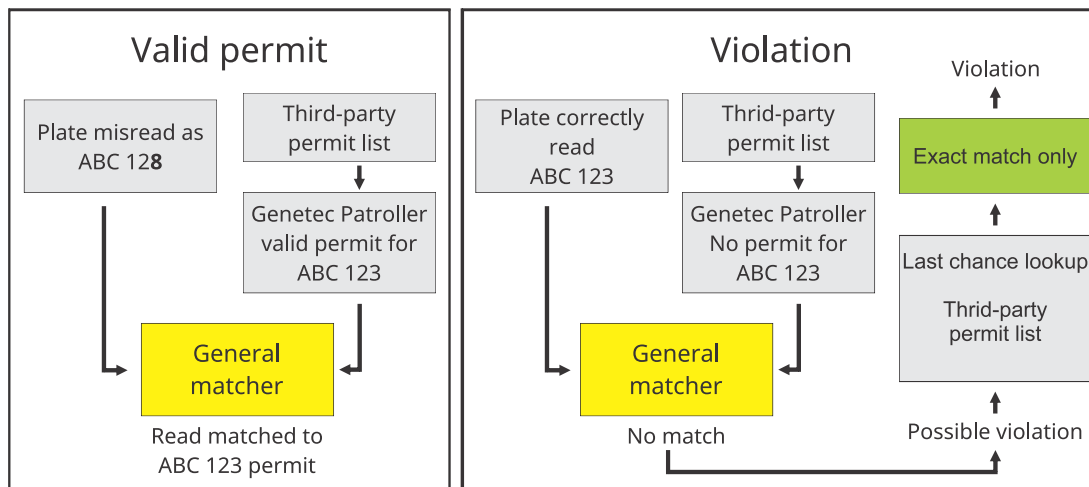 Valid permit
Plate misread as
ABC 128
Third-party
permit list
Genetec Patroller
valid permit for
ABC 123
General
matcher
Read matched to
ABC 123 permit
Violation
Plate correctly
read
ABC 123
Thrid-party
permit list
Genetec Patroller
No permit for
ABC 123
General
matcher
No match
Possible violation
Last chance lookup
Thrid-party
permit list
Exact match only
Violation